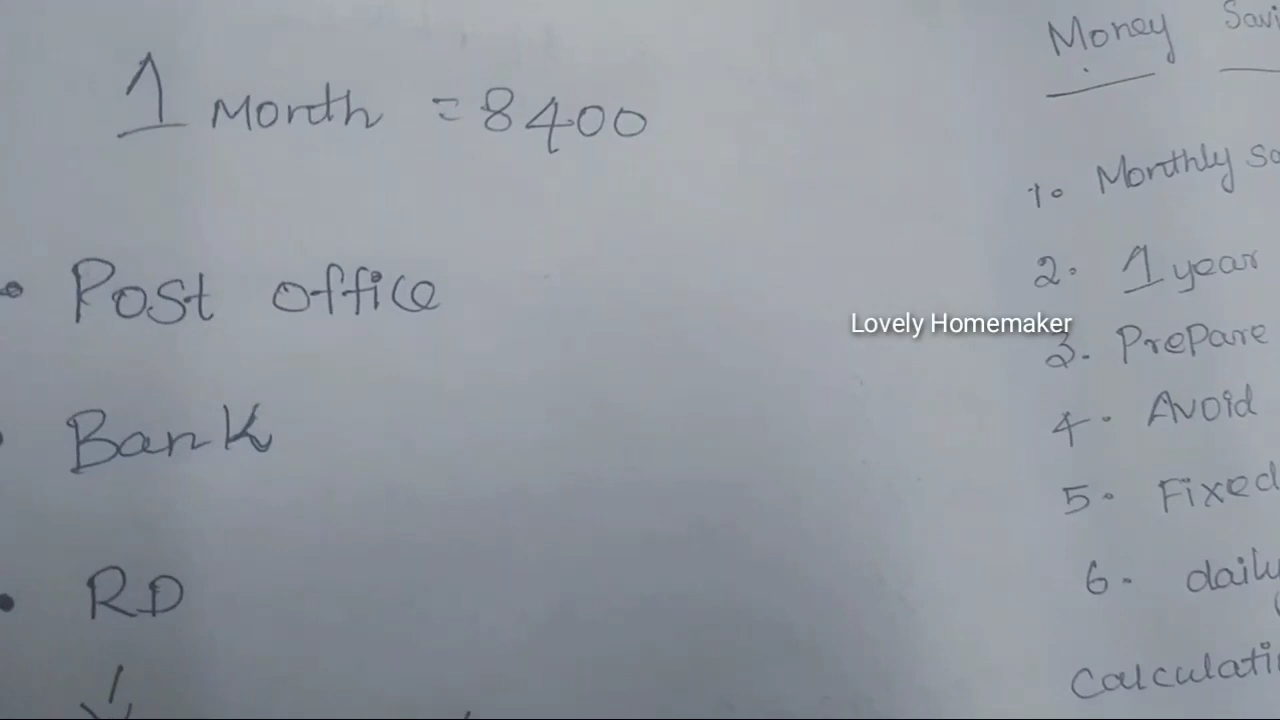 1 Month = 8400
• Post office
• Bank
• RD
Money
1. Monthly
2. 1 year
3. Prepare
4. Avoid
5. Fixed
6. daily
Lovely Homemaker